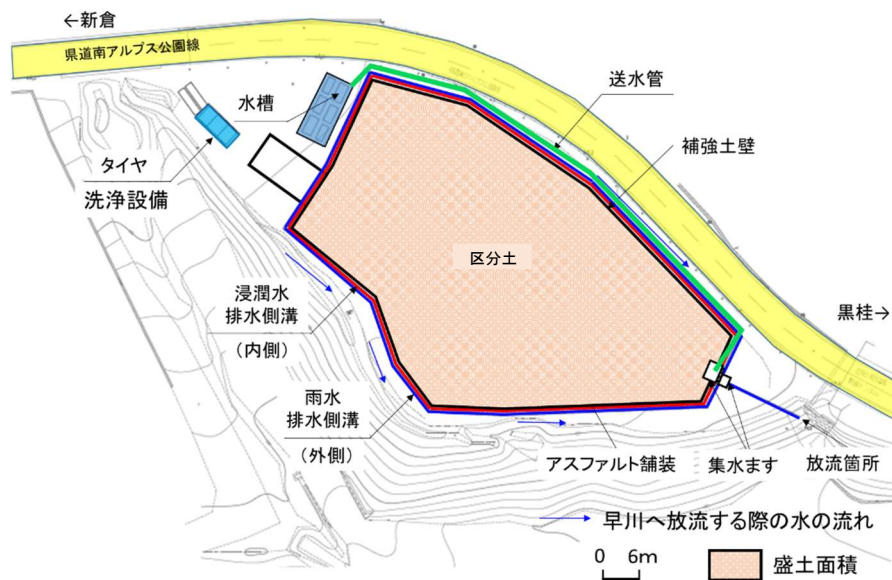 ←新倉
県道南アルプス公園線
水槽
送水管
補強土壁
タイヤ
洗浄設備
区分土
黒桂→
浸潤水
排水側溝
（内側）
雨水
排水側溝
（外側）
アスファルト舗装
集水ます
放流箇所
早川へ放流する際の水の流れ
0 6m
盛土面積